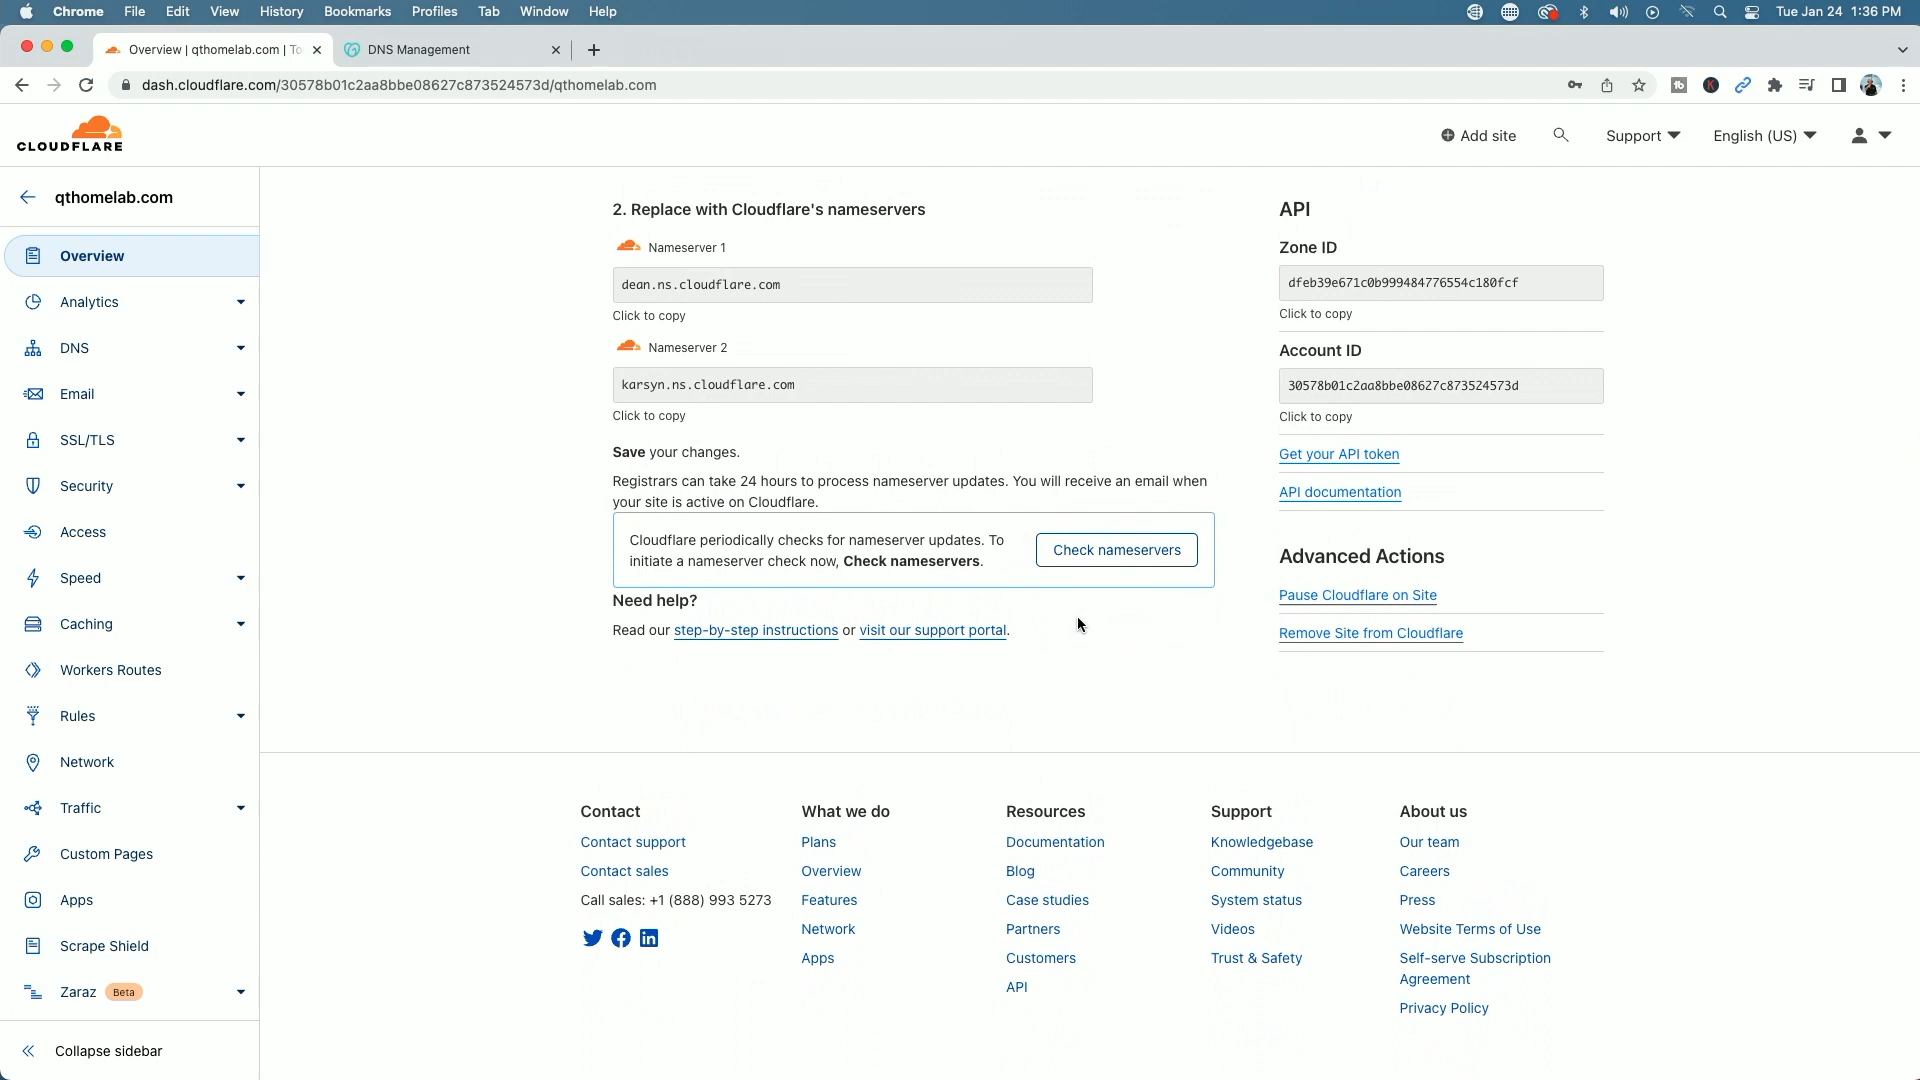 Chrome File Edit View History Bookmarks Profiles Tab Window Help Tue Jan 24 1:36 PM
Overview | qthomelab.com | To
DNS Management
dash.cloudflare.com/30578b01c2aa8bbe08627c873524573d/qthomelab.com
CLOUDFLARE
Add site
Support
English (US)
qthomelab.com
Overview
Analytics
DNS
Email
SSL/TLS
Security
Access
Speed
Caching
Workers Routes
Rules
Network
Traffic
Custom Pages
Apps
Scrape Shield
Zaraz Beta
Collapse sidebar
2. Replace with Cloudflare's nameservers
Nameserver 1
dean.ns.cloudflare.com
Click to copy
Nameserver 2
karsyn.ns.cloudflare.com
Click to copy
Save your changes.
Registrars can take 24 hours to process nameserver updates. You will receive an email when
your site is active on Cloudflare.
Cloudflare periodically checks for nameserver updates. To
initiate a nameserver check now, Check nameservers.
Check nameservers
Need help?
Read our step-by-step instructions or visit our support portal.
API
Zone ID
dfeb39e671c0b999484776554c180fcf
Click to copy
Account ID
30578b01c2aa8bbe08627c873524573d
Click to copy
Get your API token
API documentation
Advanced Actions
Pause Cloudflare on Site
Remove Site from Cloudflare
Contact
Contact support
Contact sales
Call sales: +1 (888) 993 5273
What we do
Plans
Overview
Features
Network
Apps
Resources
Documentation
Blog
Case studies
Partners
Customers
API
Support
Knowledgebase
Community
System status
Videos
Trust & Safety
About us
Our team
Careers
Press
Website Terms of Use
Self-serve Subscription
Agreement
Privacy Policy